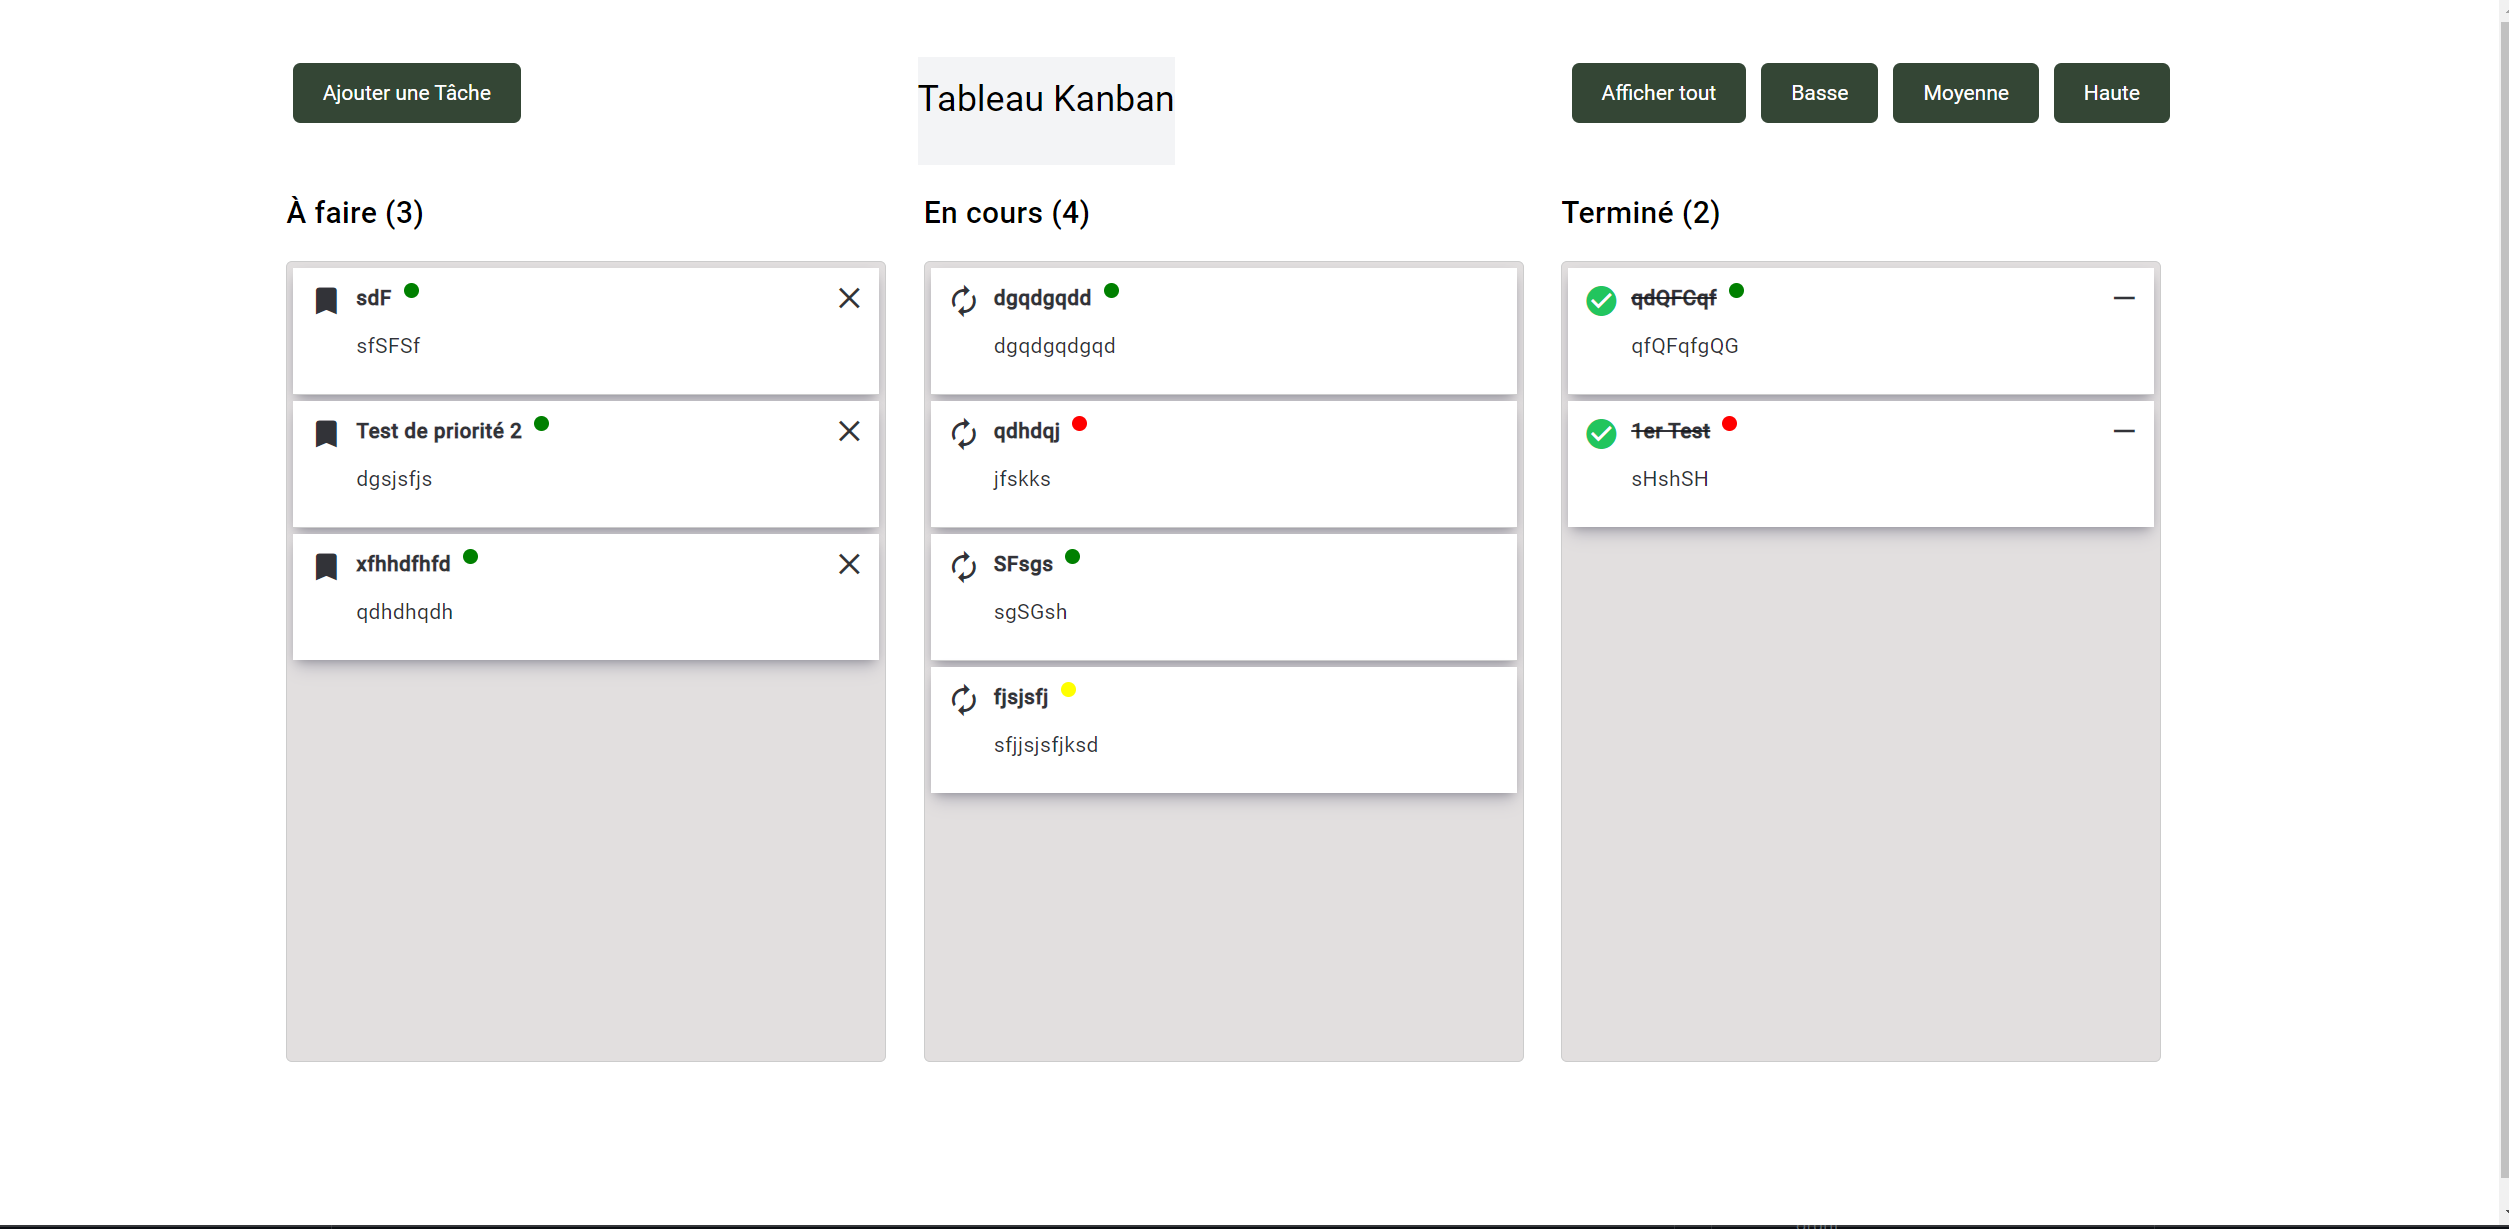 Ajouter une Tâche
Tableau Kanban
Afficher tout
Basse
Moyenne
Haute
À faire (3)
sdF
sfSFSf
Test de priorité 2
dgsjsfjs
xfhhdfhfd
qdhdhqdh
En cours (4)
dgqdgqdd
dgqdgqdgqd
qdhdqj
jfskks
SFsgs
sgSGsh
fjsjsfj
sfjjsjsfjksd
Terminé (2)
qdQFCqf
qfQFqfgQG
1er Test
sHshSH